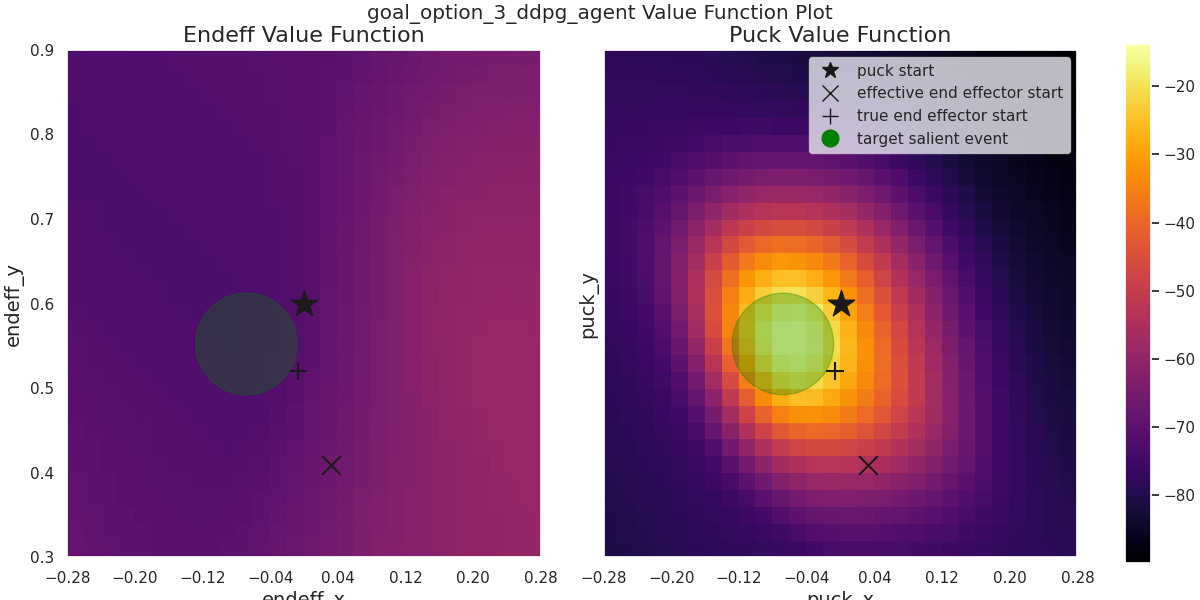 goal_option_3_ddpg_agent Value Function Plot
Endeff Value Function
Puck Value Function
puck start
effective end effector start
true end effector start
target salient event
0.9
0.8
0.7
0.6
0.5
0.4
0.3
endeff_y
−0.28 −0.20 −0.12 −0.04 0.04 0.12 0.20 0.28
endeff_x
puck_y
−0.28 −0.20 −0.12 −0.04 0.04 0.12 0.20 0.28
puck_x
−20
−30
−40
−50
−60
−70
−80